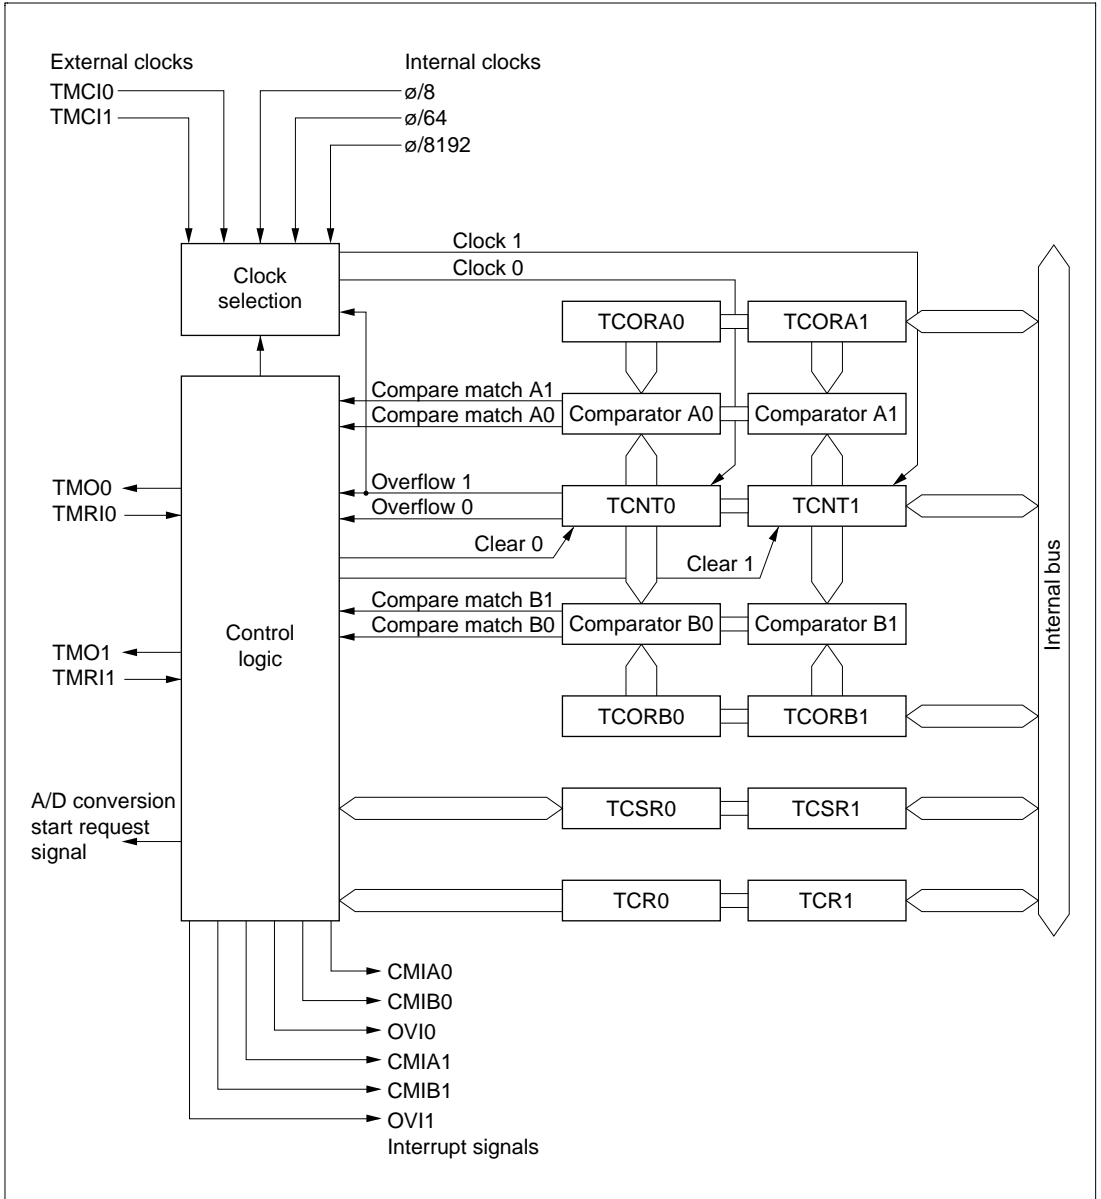 External clocks
Internal clocks
TMCI0
ø/8
TMCI1
ø/64
ø/8192
Clock 1
Clock 0
Clock
selection
TCORA0
TCORA1
Compare match A1
Compare match A0
Comparator A0
Comparator A1
TMO0
TMRI0
Overflow 1
Overflow 0
TCNT0
TCNT1
Clear 0
Clear 1
Internal bus
Compare match B1
Compare match B0
Comparator B0
Comparator B1
Control
logic
TMO1
TMRI1
TCORB0
TCORB1
A/D conversion
start request
signal
TCSR0
TCSR1
TCR0
TCR1
CMIA0
CMIB0
OVI0
CMIA1
CMIB1
OVI1
Interrupt signals